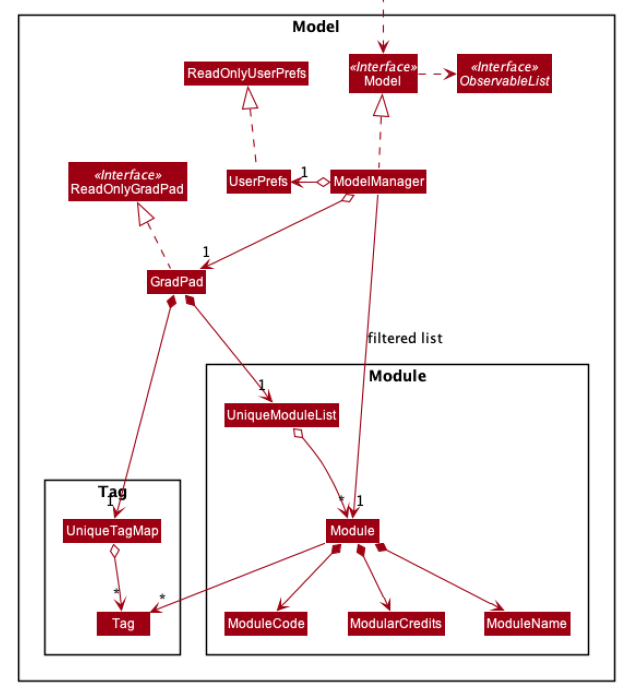 Model
ReadOnlyUserPrefs
«Interface»
Model
«Interface»
ObservableList
«Interface»
ReadOnlyGradPad
UserPrefs
1
ModelManager
1
GradPad
filtered list
Module
1
UniqueModuleList
Tag
1
*
1
UniqueTagMap
Module
*
*
Tag
ModuleCode
ModularCredits
ModuleName